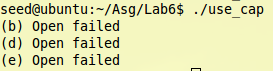 seed@ubuntu:~/Asg/Lab6$ ./use_cap
(b) Open failed
(d) Open failed
(e) Open failed